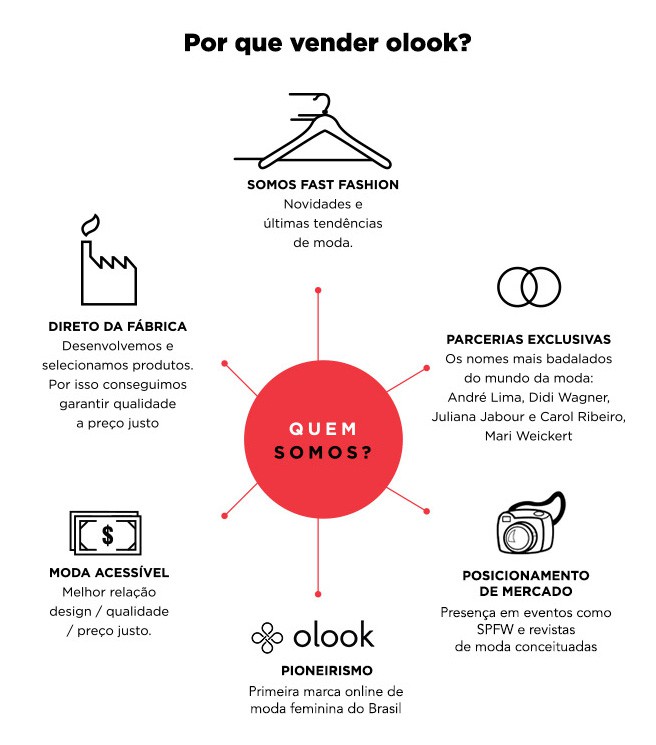 Por que vender olook?
SOMOS FAST FASHION
Novidades e
últimas tendências
de moda.
DIRETO DA FÁBRICA
Desenvolvemos e
selecionamos produtos.
Por isso conseguimos
garantir qualidade
a preço justo
PARCERIAS EXCLUSIVAS
Os nomes mais badalados
do mundo da moda:
André Lima, Didi Wagner,
Juliana Jabour e Carol Ribeiro,
Mari Weickert
QUEM
SOMOS?
$
MODA ACESSÍVEL
Melhor relação
design / qualidade
/ preço justo.
POSICIONAMENTO
DE MERCADO
Presença em eventos como
SPFW e revistas
de moda conceituadas
olook
PIONEIRISMO
Primeira marca online de
moda feminina do Brasil